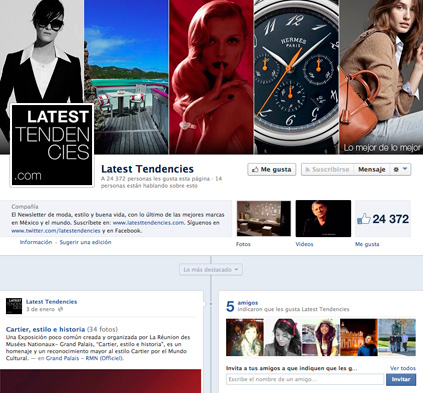 HERMES
PARIS
LATEST
TENDEN
CIES
.com
Lo mejor de lo mejor
Latest Tendencies
A 24 372 personas les gusta esta página · 14
personas están hablando sobre esto
Me gusta
Suscribirse
Mensaje
Compañía
El Newsletter de moda, estilo y buena vida, con lo último de las mejores marcas
en México y el mundo. Suscríbete en: www.latesttendencies.com. Síguenos en
www.twitter.com/latestendencies y en Facebook.
Información · Sugerir una edición
24 372
Fotos
Videos
Me gusta
Lo más destacado
Latest Tendencies
3 de enero
Cartier, estilo e historia (34 fotos)
Una Exposición poco común creada y organizada por la Réunion des
Musées Nationaux- Grand Palais, "Cartier, estilo e historia", es un
homenaje y un reconocimiento mayor al estilo Cartier por el Mundo
Cultural. — en Grand Palais - RMN (Officiel).
5 amigos
indicaron que les gusta Latest Tendencies
Invita a tus amigos a que indiquen que les g...
Ver todos
Escribe el nombre de un amigo...
Invitar